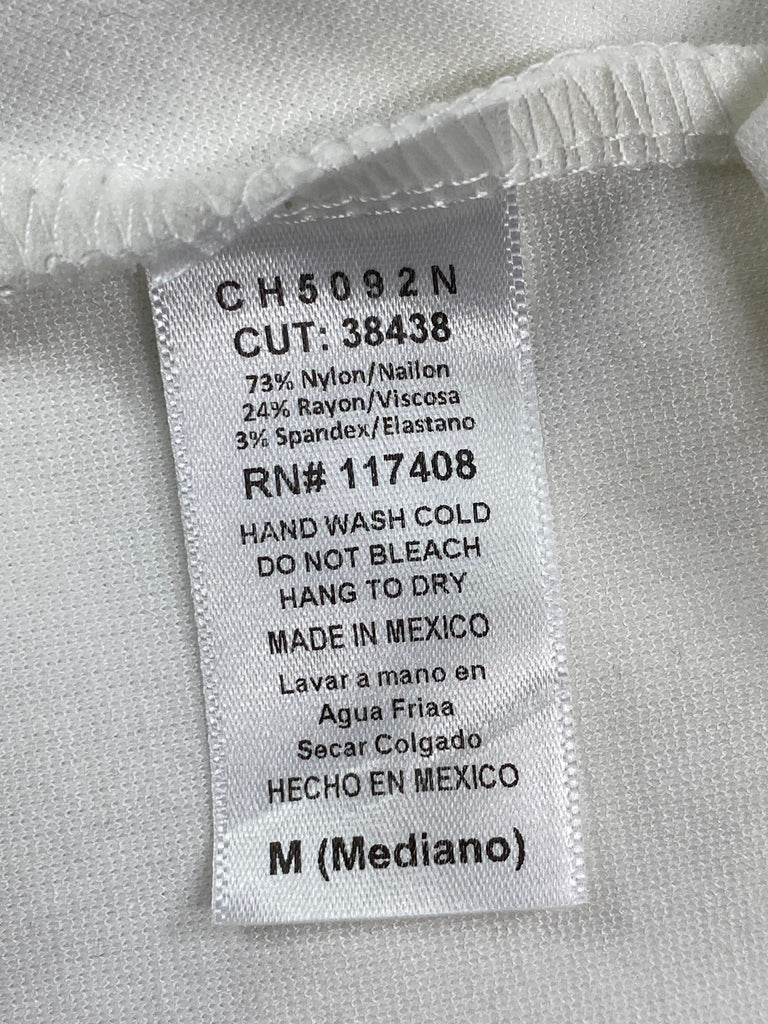 CH5092N
CUT: 38438
73% Nylon/Nailon
24% Rayon/Viscosa
3% Spandex/Elastano
RN# 117408
HAND WASH COLD
DO NOT BLEACH
HANG TO DRY
MADE IN MEXICO
Lavar a mano en
Agua Friaa
Secar Colgado
HECHO EN MEXICO
M (Mediano)